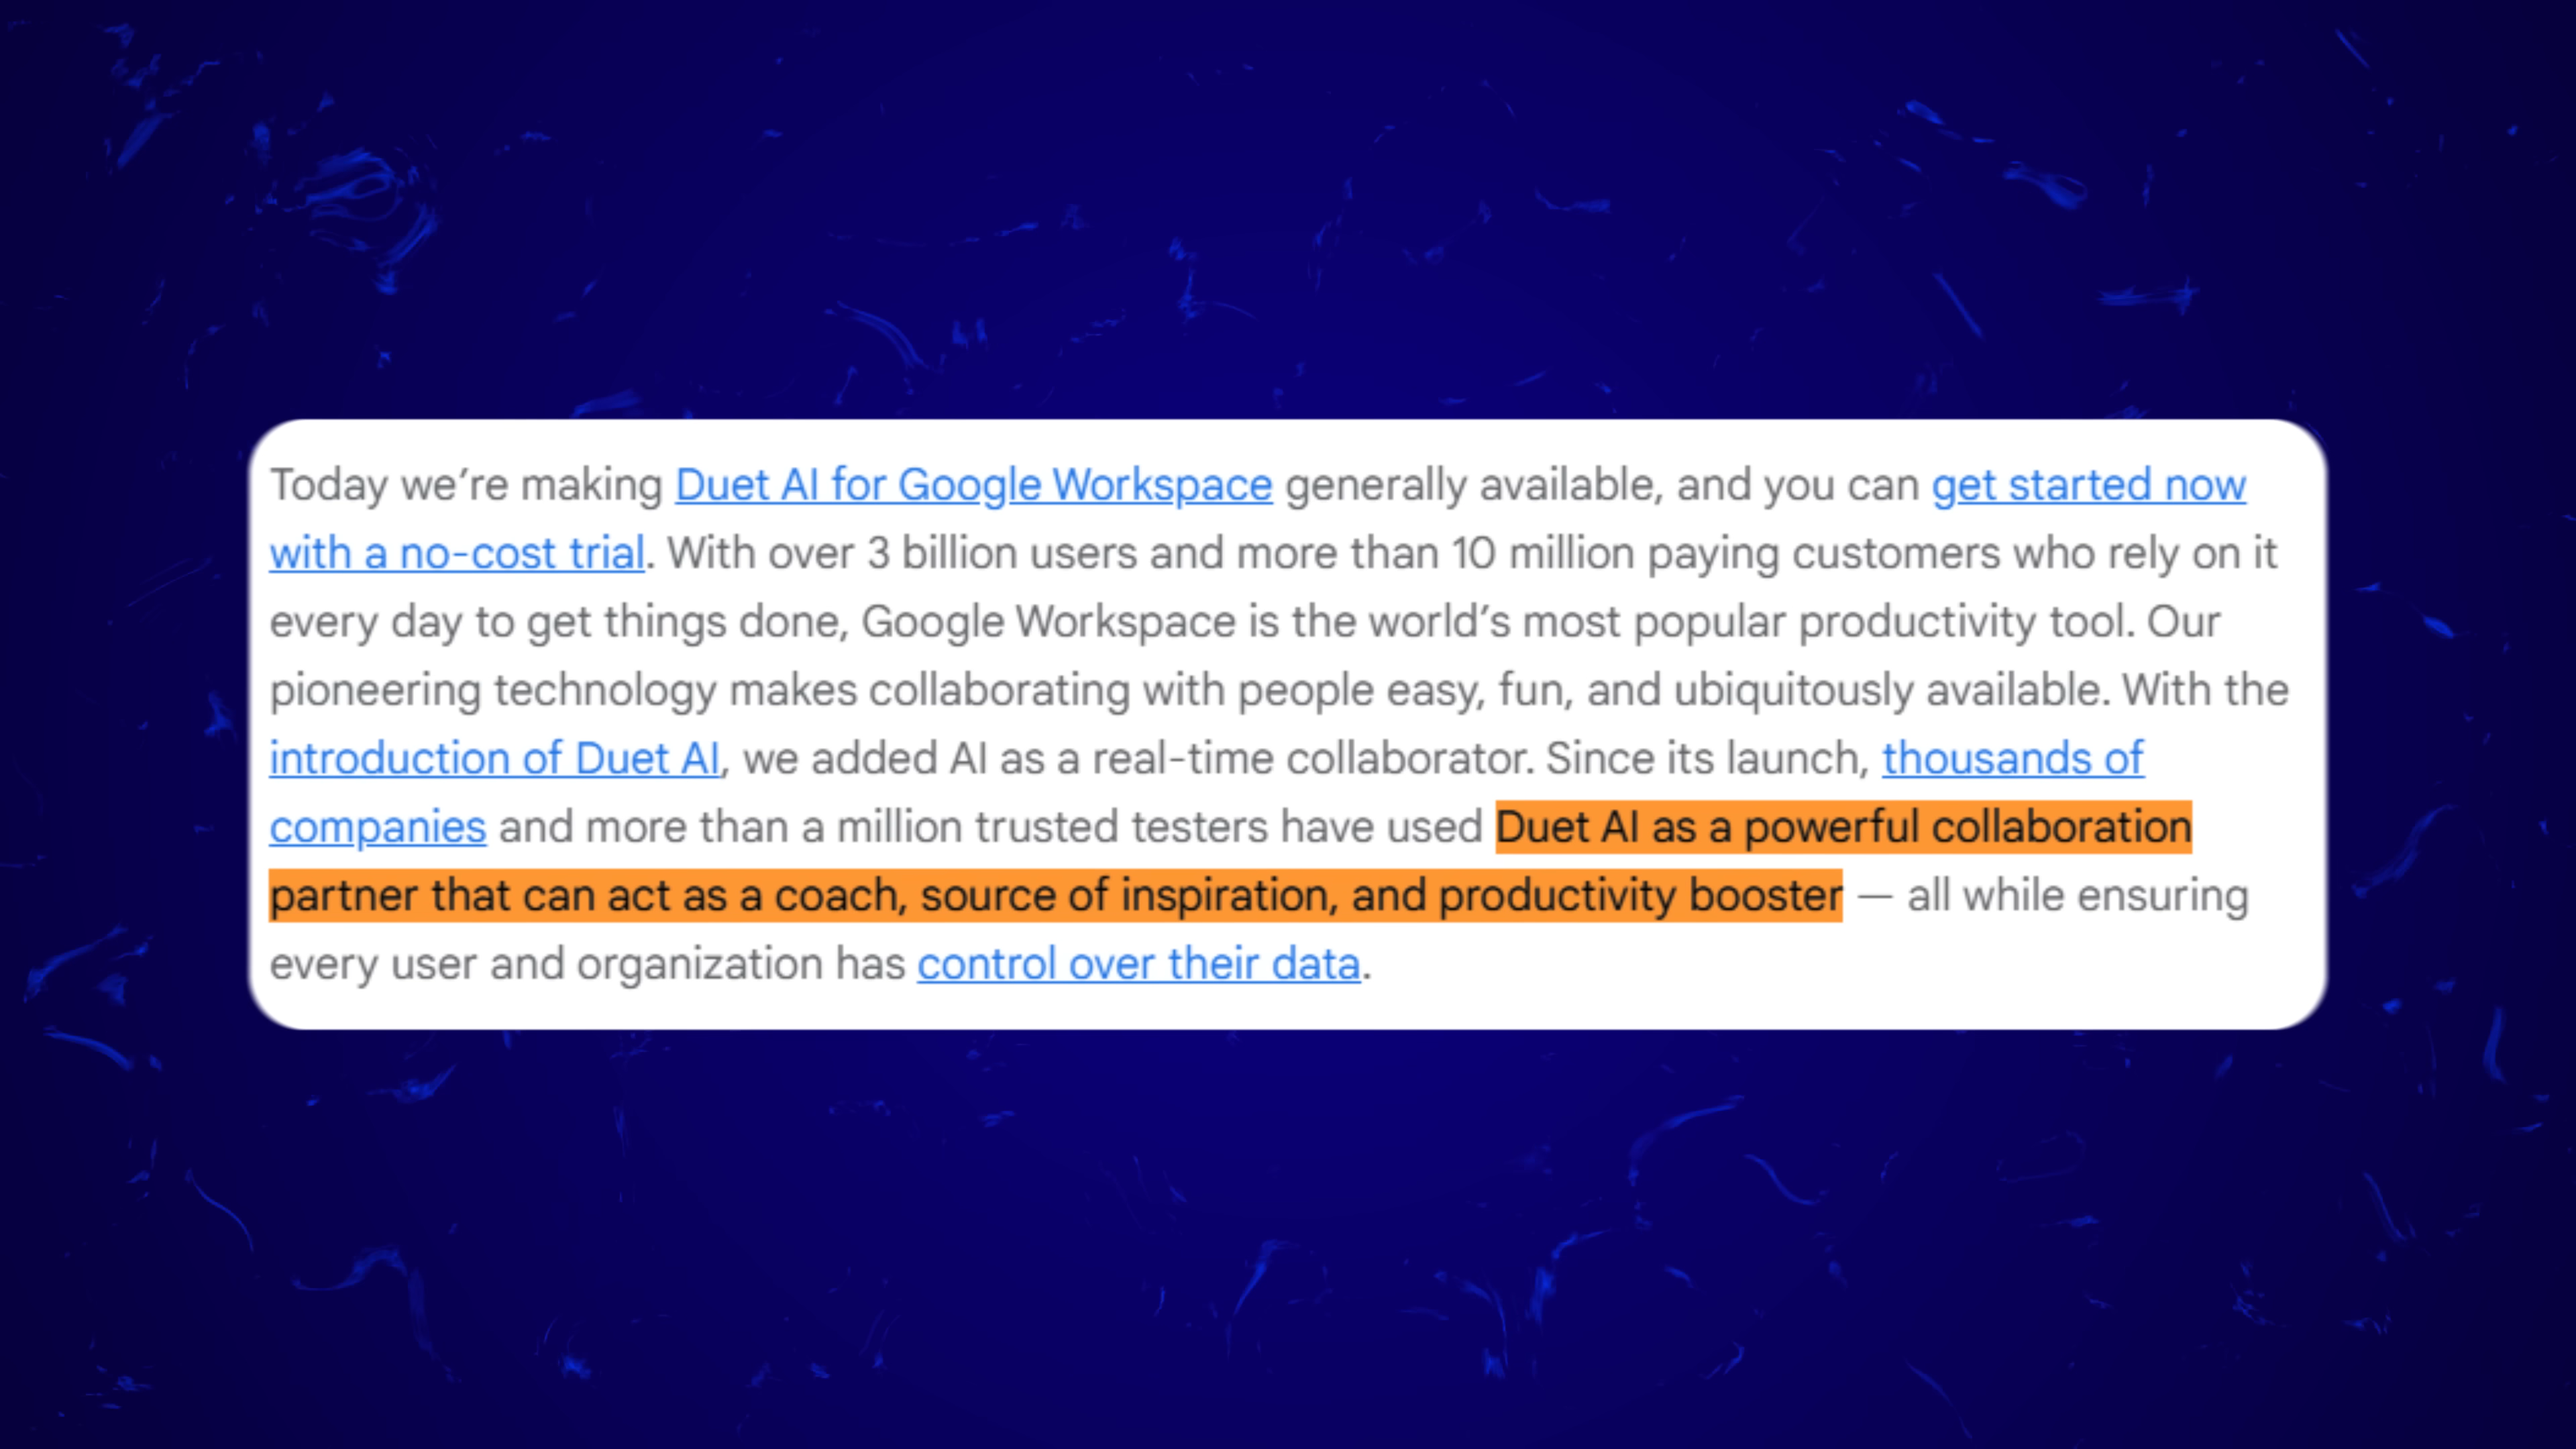 Today we’re making Duet AI for Google Workspace generally available, and you can get started now
with a no-cost trial. With over 3 billion users and more than 10 million paying customers who rely on it
every day to get things done, Google Workspace is the world’s most popular productivity tool. Our
pioneering technology makes collaborating with people easy, fun, and ubiquitously available. With the
introduction of Duet AI, we added AI as a real-time collaborator. Since its launch, thousands of
companies and more than a million trusted testers have used Duet AI as a powerful collaboration
partner that can act as a coach, source of inspiration, and productivity booster — all while ensuring
every user and organization has control over their data.